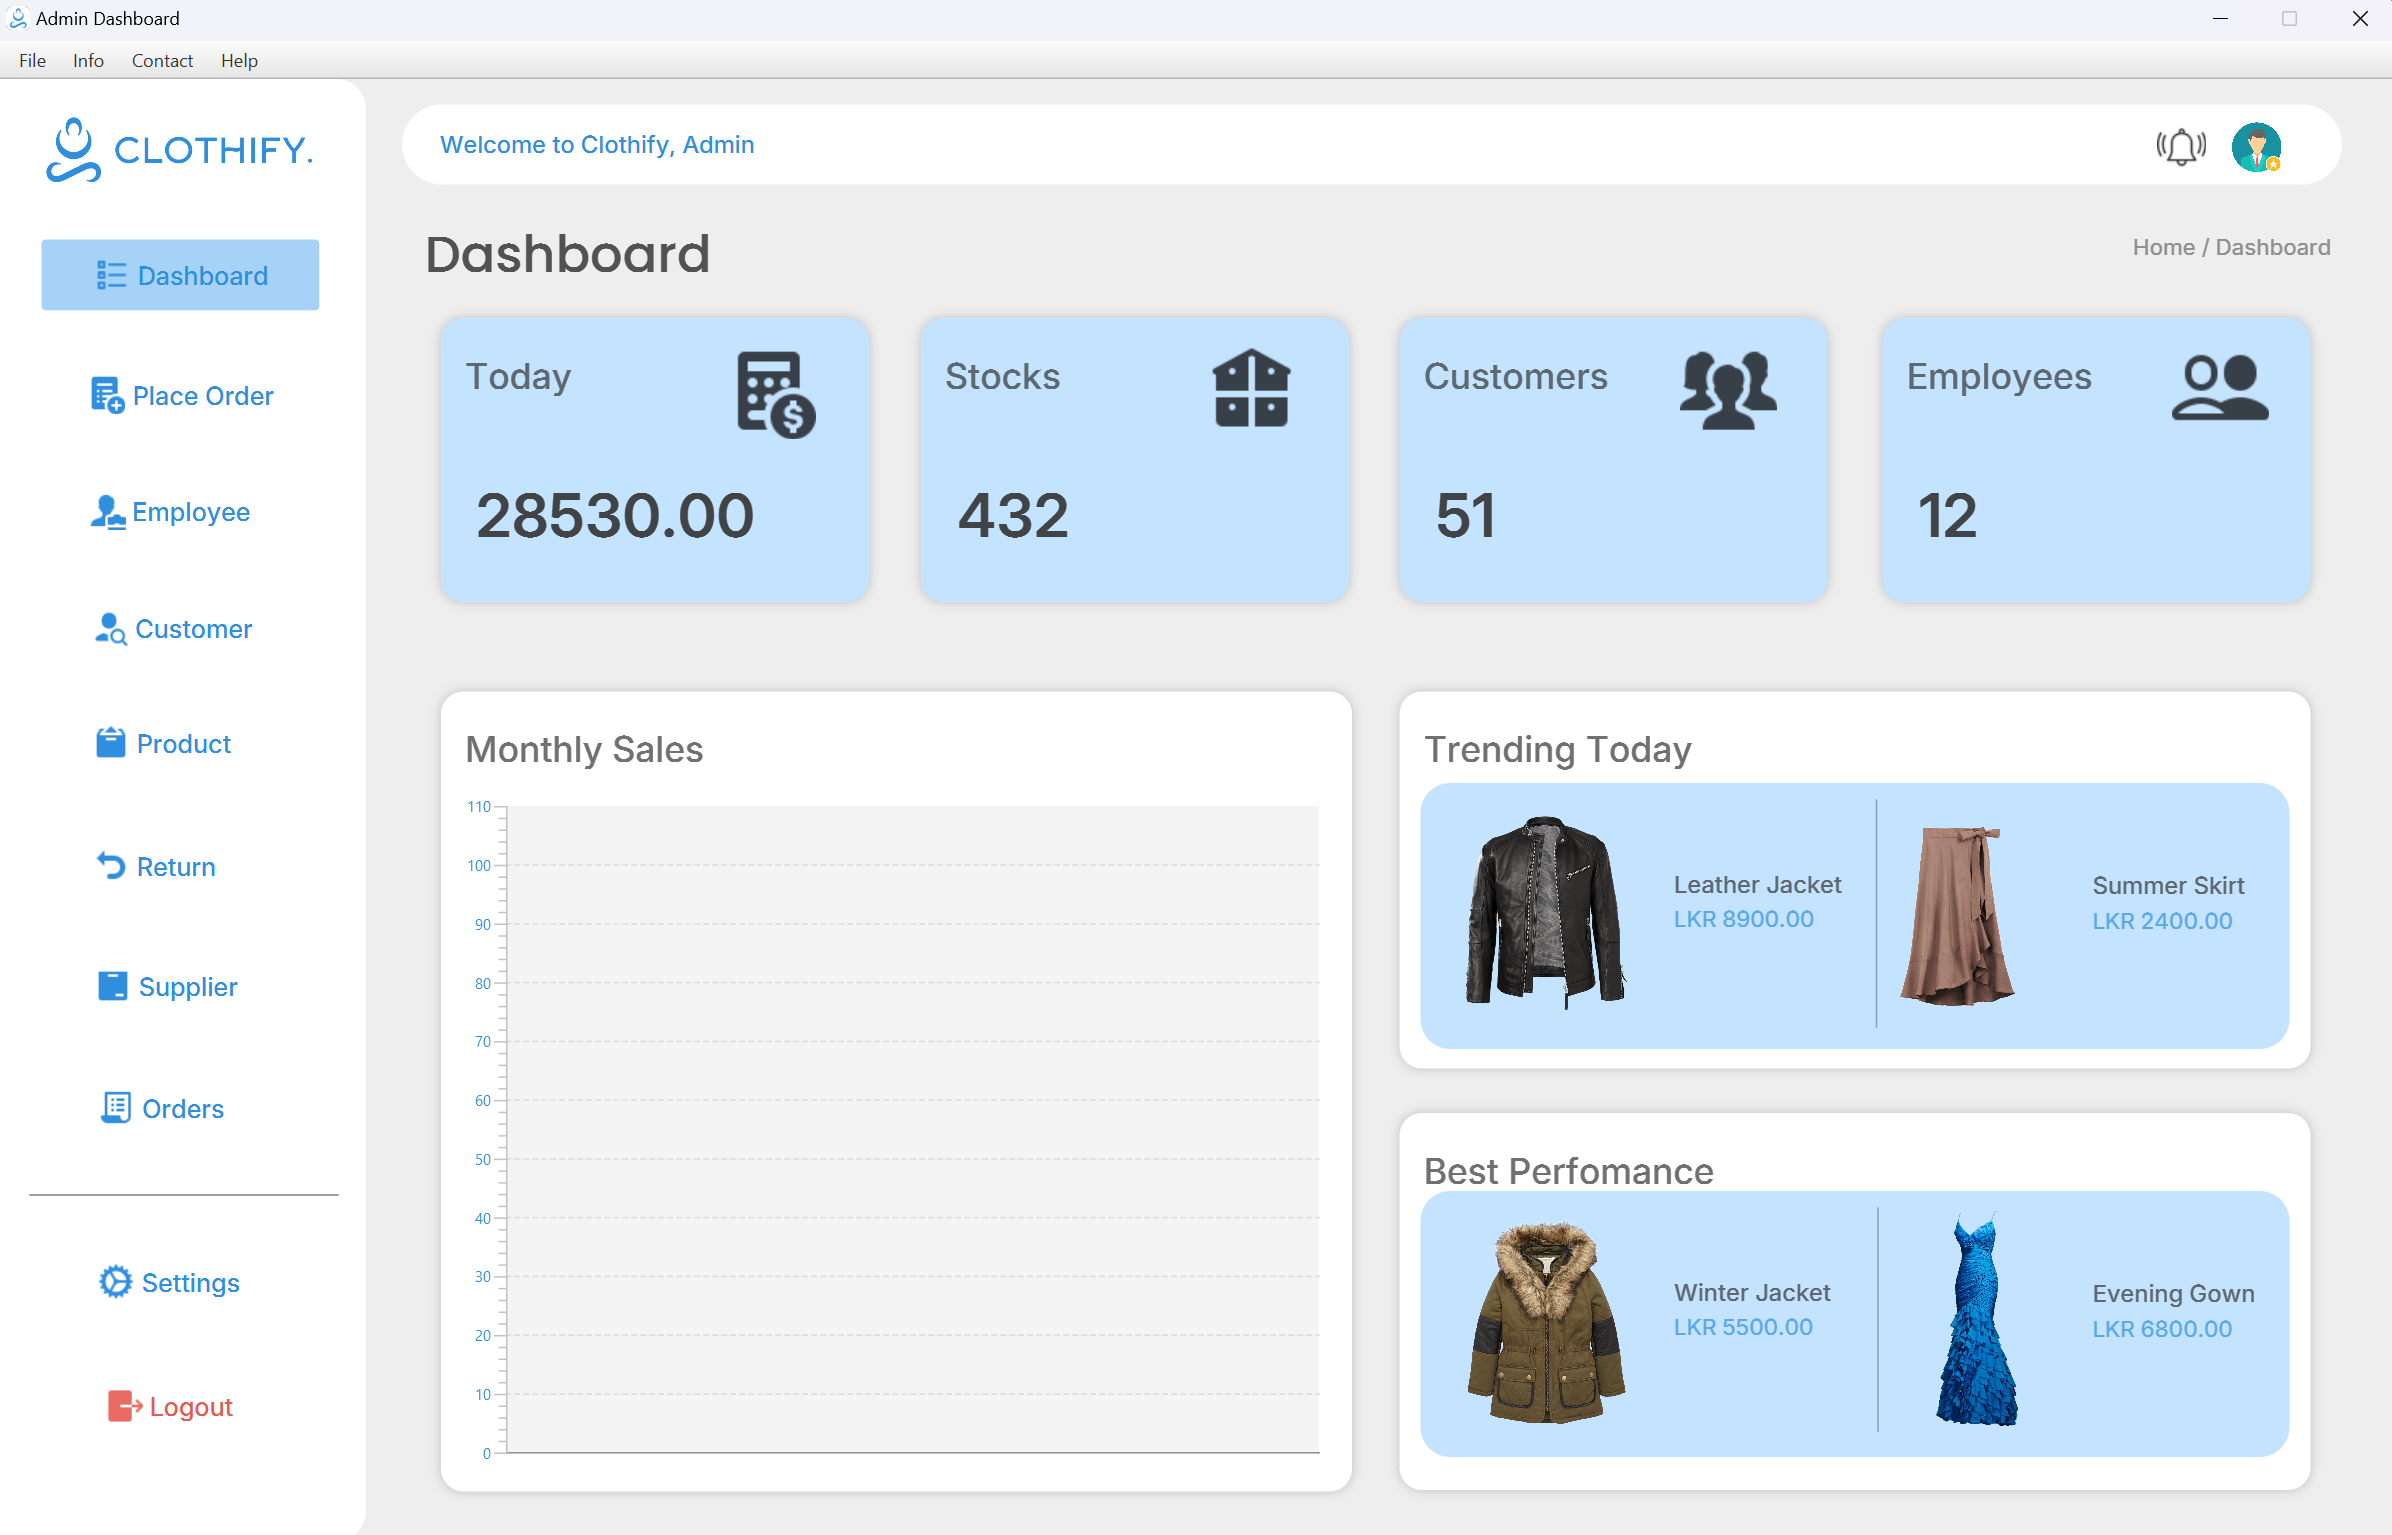 Admin Dashboard
File Info Contact Help
CLOTHIFY.
Welcome to Clothify, Admin
Dashboard
Place Order
Employee
Customer
Product
Return
Supplier
Orders
Settings
Logout
Dashboard
Home / Dashboard
Today
28530.00
Stocks
432
Customers
51
Employees
12
Monthly Sales
110
100
90
80
70
60
50
40
30
20
10
0
Trending Today
Leather Jacket
LKR 8900.00
Summer Skirt
LKR 2400.00
Best Perfomance
Winter Jacket
LKR 5500.00
Evening Gown
LKR 6800.00